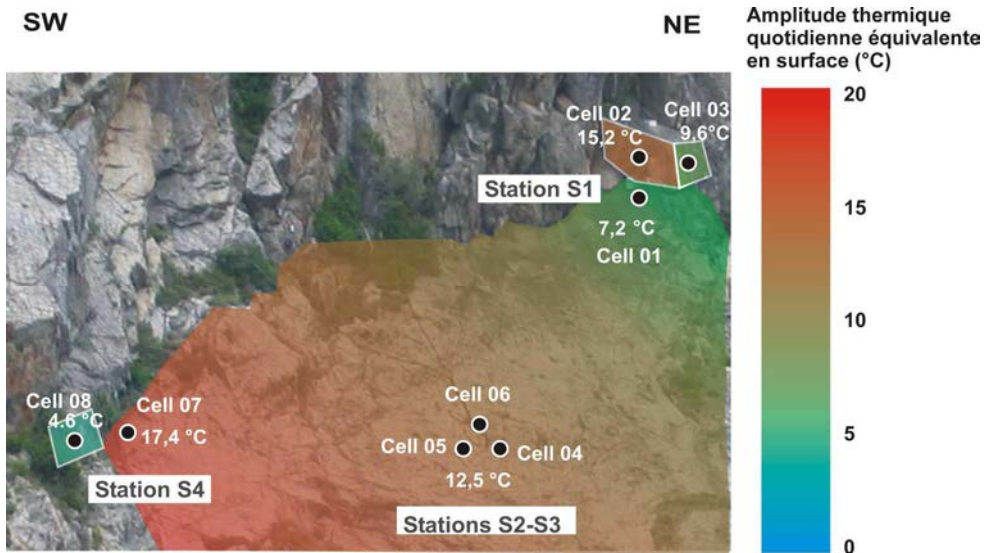 SW
NE
Amplitude thermique
quotidienne équivalente
en surface (°C)
Cell 02
15,2 °C
Cell 03
9,6°C
Station S1
7,2 °C
Cell 01
Cell 08
4.6 °C
Cell 07
17,4 °C
Station S4
Cell 06
Cell 05
Cell 04
12,5 °C
Stations S2-S3
20
15
10
5
0